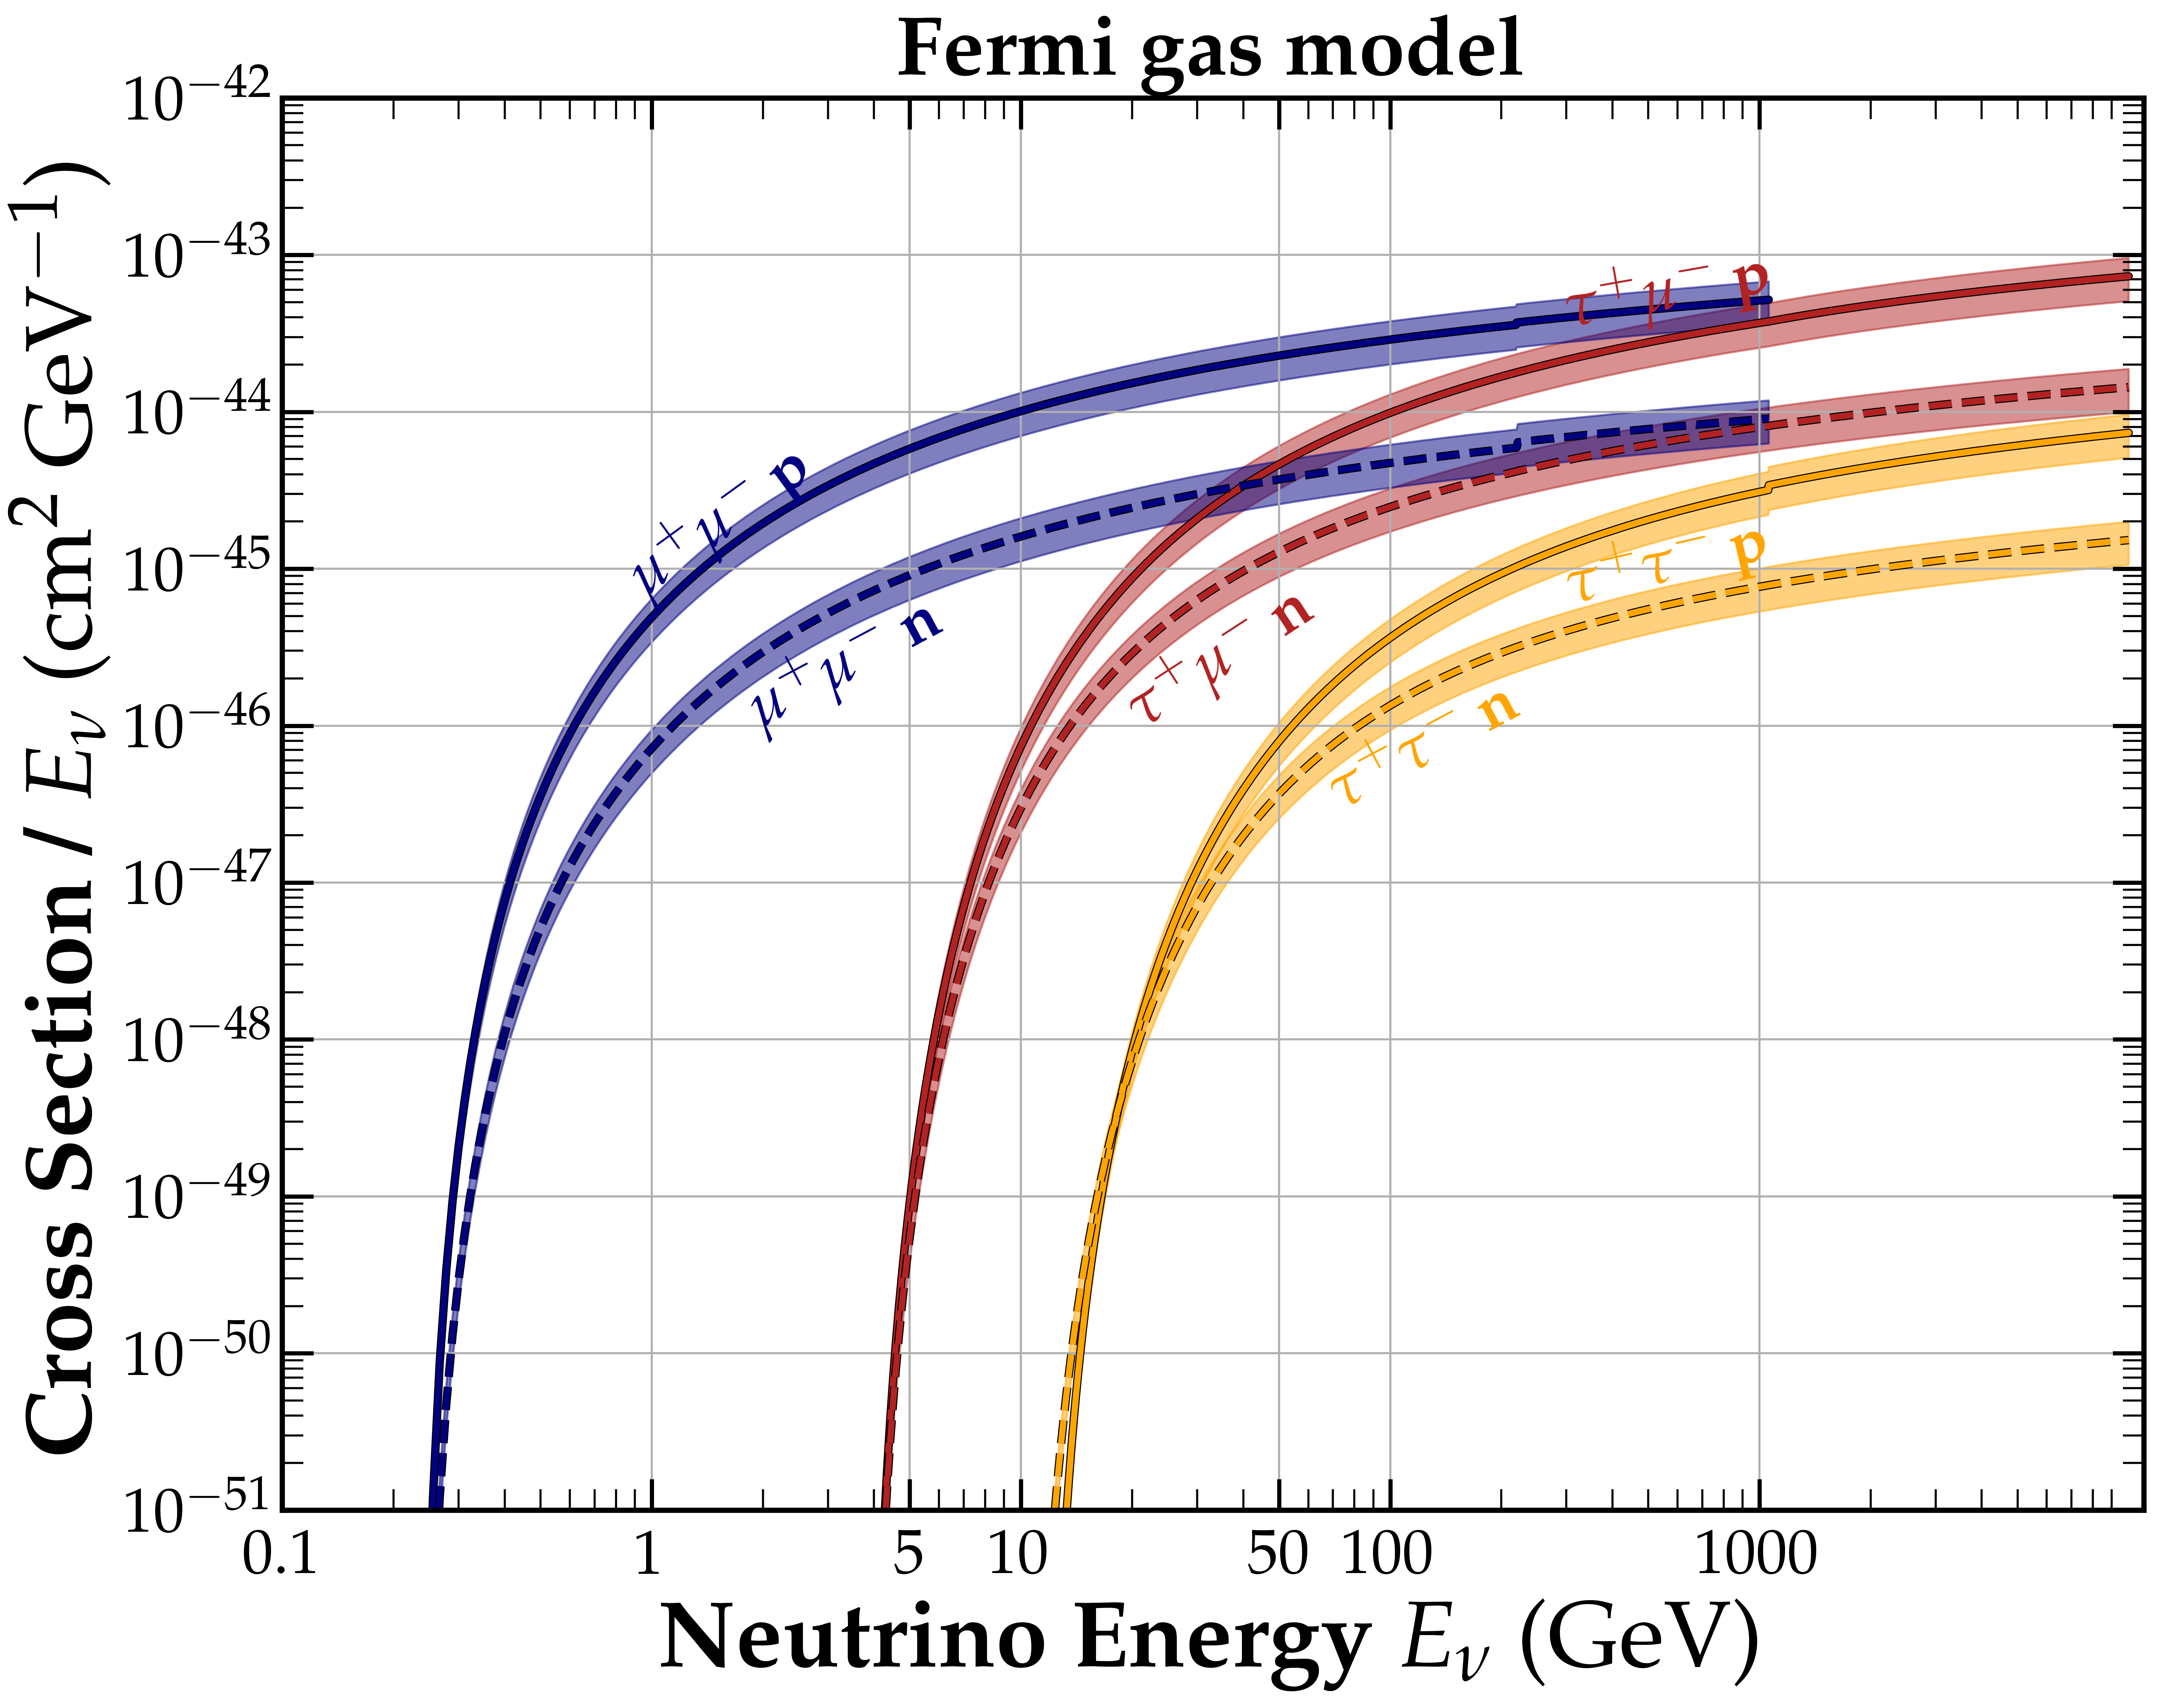 Fermi gas model
Cross Section / E_ν (cm² GeV⁻¹)
10⁻⁴²
10⁻⁴³
10⁻⁴⁴
10⁻⁴⁵
10⁻⁴⁶
10⁻⁴⁷
10⁻⁴⁸
10⁻⁴⁹
10⁻⁵⁰
10⁻⁵¹
τ⁺μ⁻ p
μ⁺μ⁻ p
τ⁺τ⁻ p
μ⁺μ⁻ n
τ⁺μ⁻ n
τ⁺τ⁻ n
0.1 1 5 10 50 100 1000
Neutrino Energy E_ν (GeV)